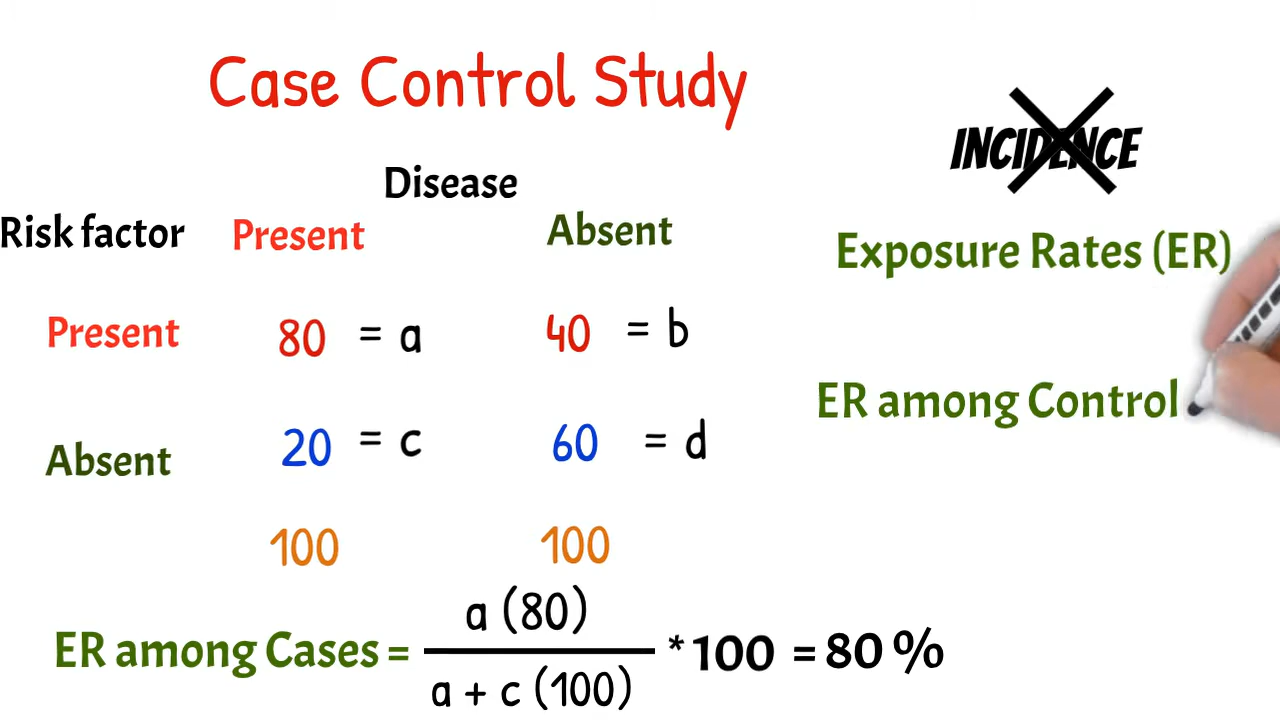 Case Control Study
INCIDENCE
Disease
Risk factor Present Absent
Exposure Rates (ER)
Present 80 = a 40 = b
ER among Control
Absent 20 = c 60 = d
100 100
ER among Cases = a (80) / a + c (100) * 100 = 80 %